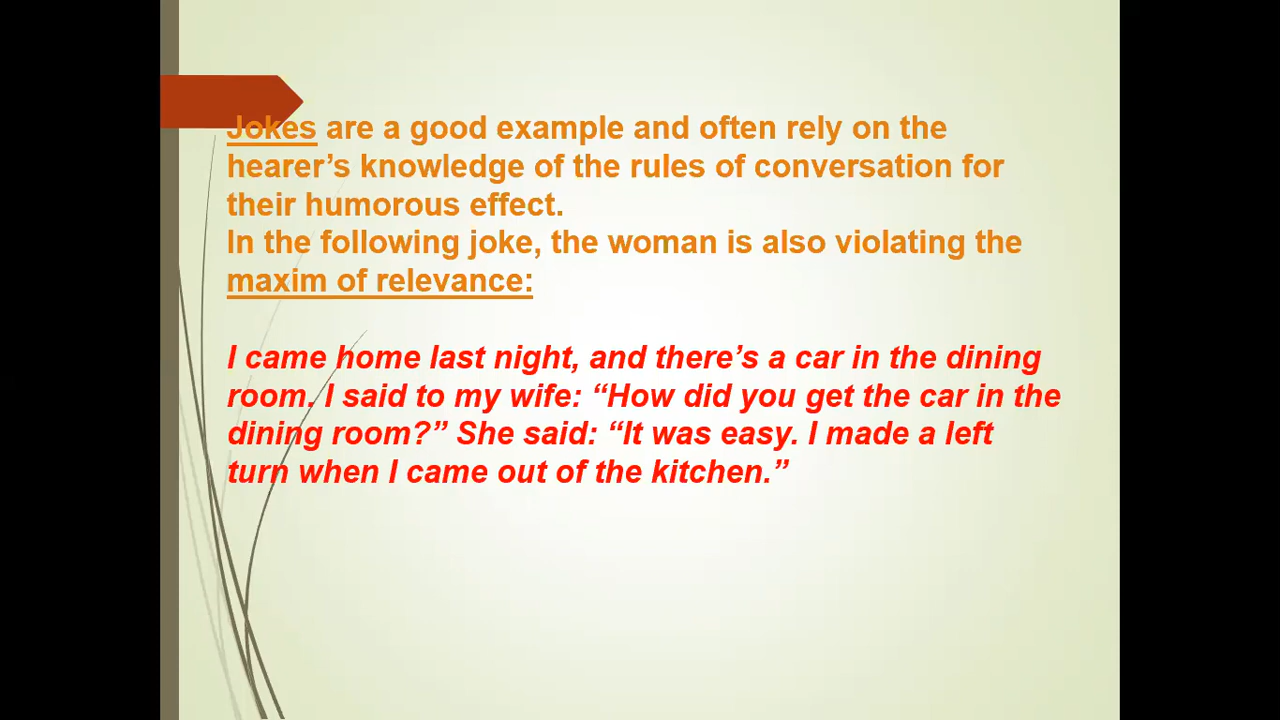 Jokes are a good example and often rely on the
hearer’s knowledge of the rules of conversation for
their humorous effect.
In the following joke, the woman is also violating the
maxim of relevance:
I came home last night, and there’s a car in the dining
room. I said to my wife: “How did you get the car in the
dining room?” She said: “It was easy. I made a left
turn when I came out of the kitchen.”